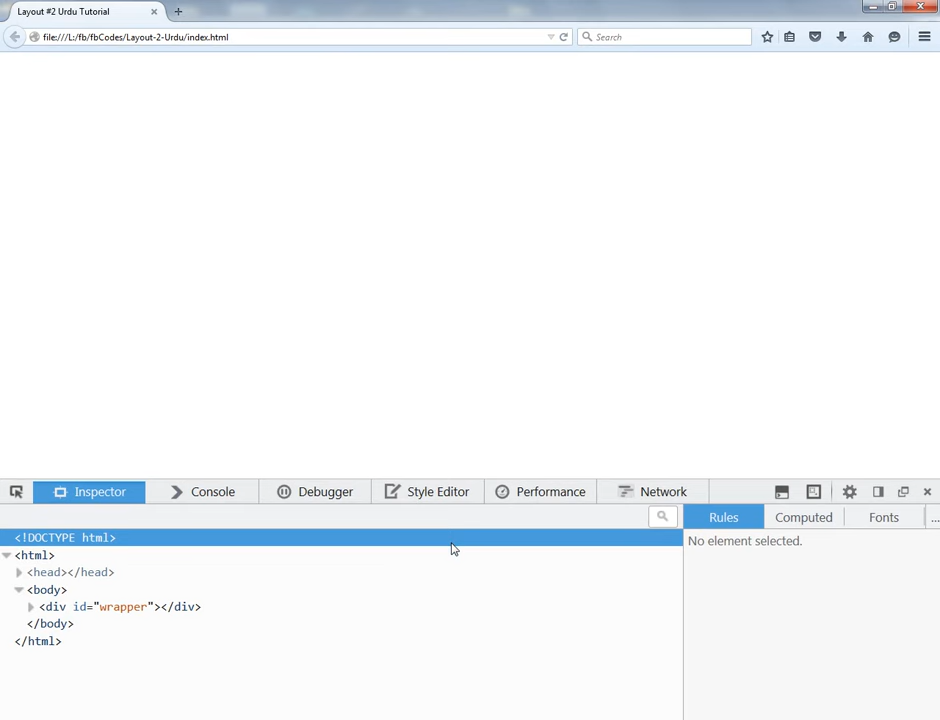 Layout #2 Urdu Tutorial
file:///L:/fb/fbCodes/Layout-2-Urdu/index.html
Search
Inspector
Console
Debugger
Style Editor
Performance
Network
Rules
Computed
Fonts
...
<!DOCTYPE html>
No element selected.
<html>
<head></head>
<body>
<div id="wrapper"></div>
</body>
</html>